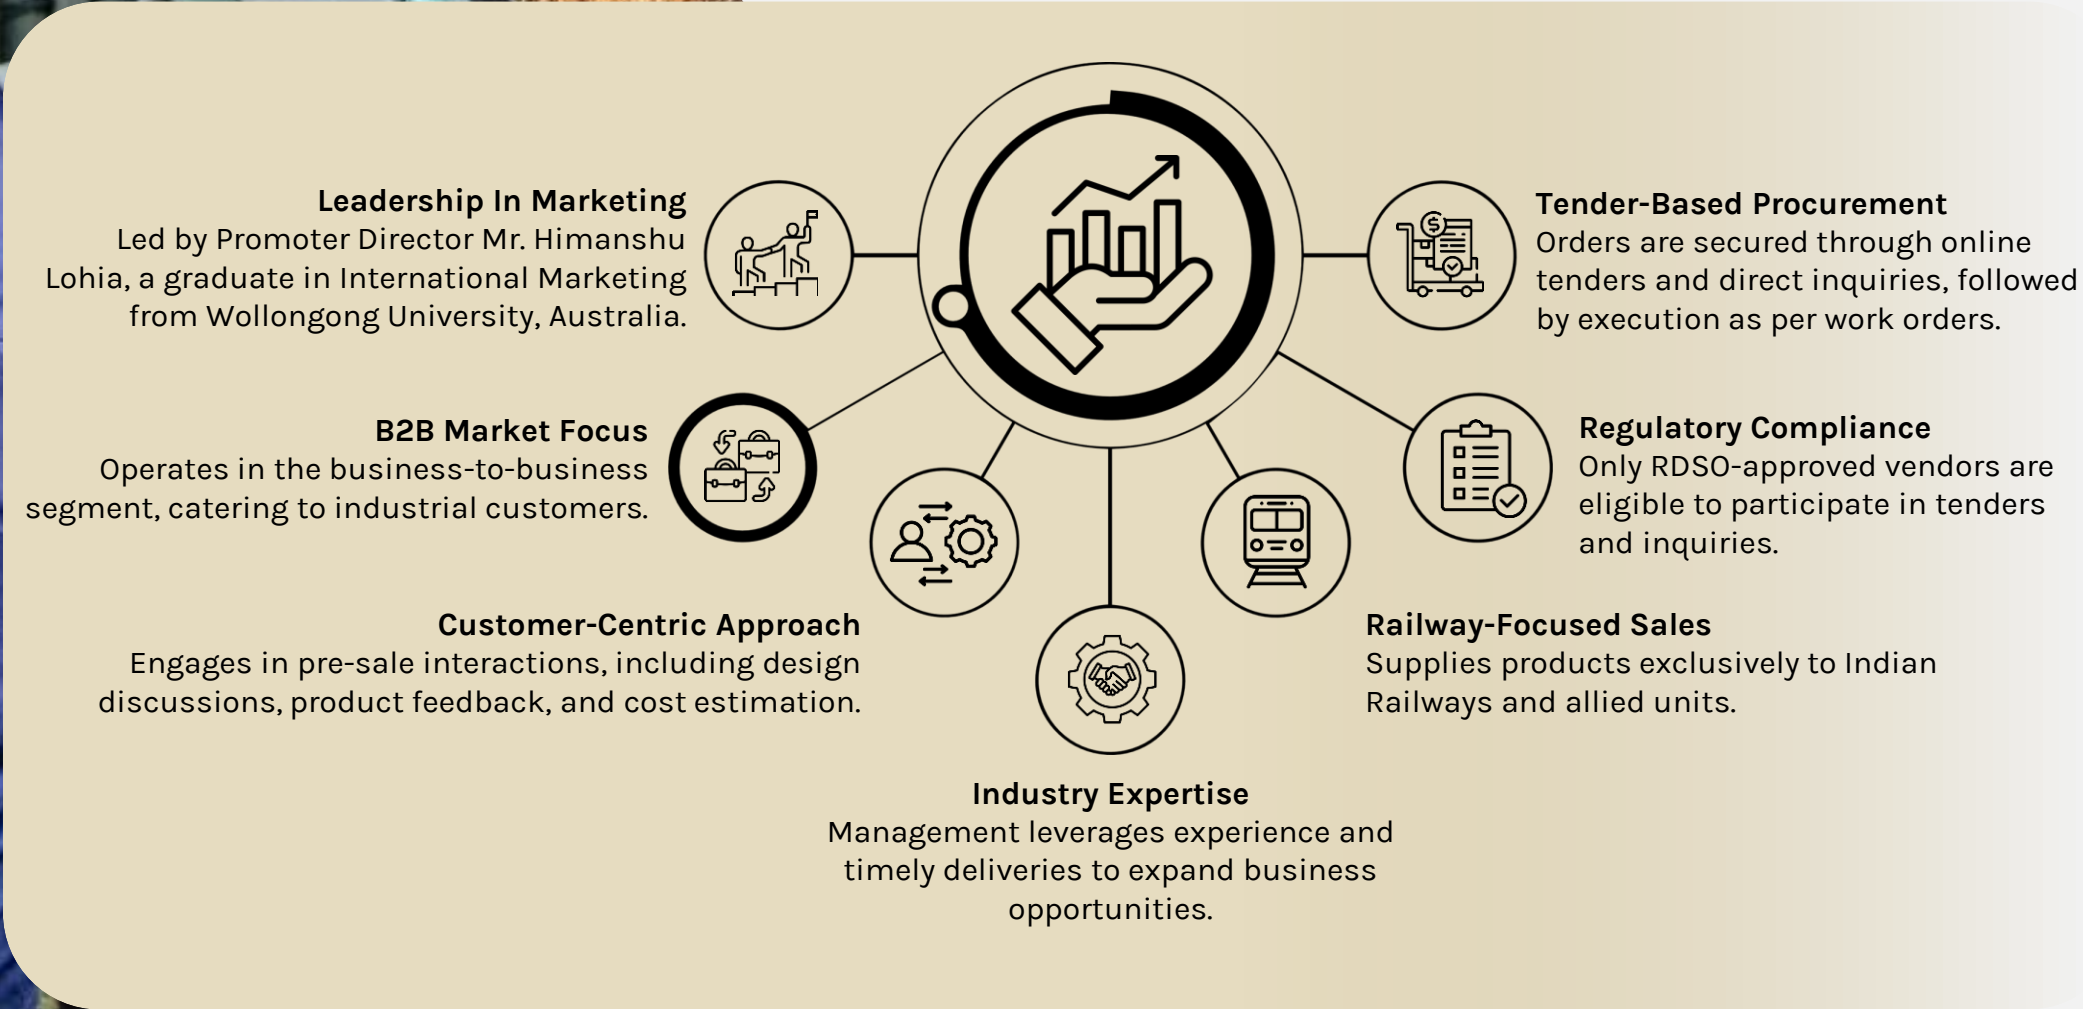 Leadership In Marketing
Led by Promoter Director Mr. Himanshu
Lohia, a graduate in International Marketing
from Wollongong University, Australia.
B2B Market Focus
Operates in the business-to-business
segment, catering to industrial customers.
Customer-Centric Approach
Engages in pre-sale interactions, including design
discussions, product feedback, and cost estimation.
Industry Expertise
Management leverages experience and
timely deliveries to expand business
opportunities.
Railway-Focused Sales
Supplies products exclusively to Indian
Railways and allied units.
Regulatory Compliance
Only RDSO-approved vendors are
eligible to participate in tenders
and inquiries.
Tender-Based Procurement
Orders are secured through online
tenders and direct inquiries, followed
by execution as per work orders.